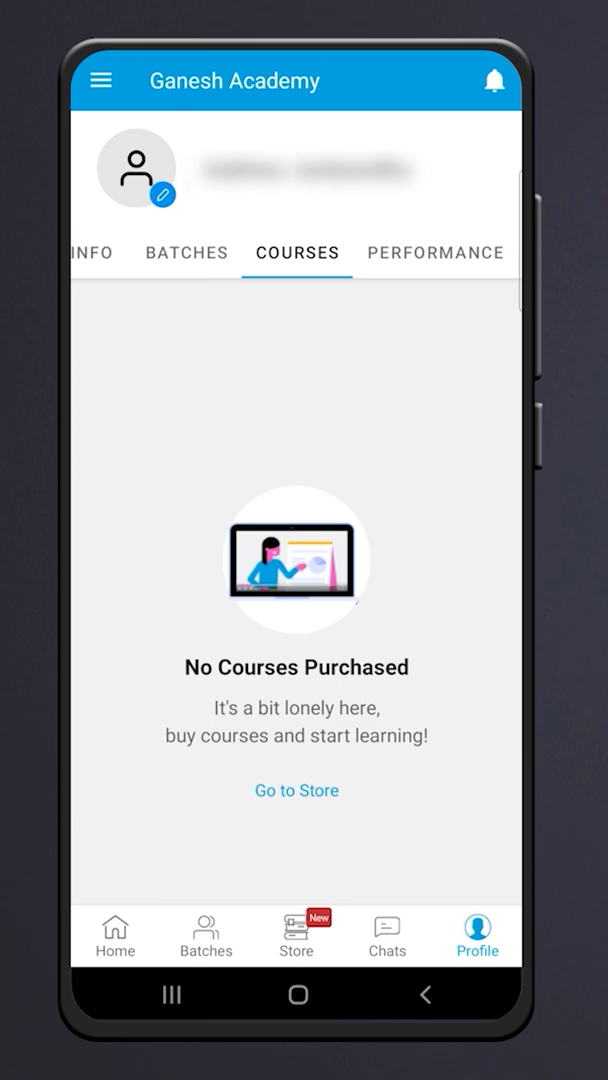 Ganesh Academy
INFO BATCHES COURSES PERFORMANCE
No Courses Purchased
It's a bit lonely here,
buy courses and start learning!
Go to Store
New
Home Batches Store Chats Profile